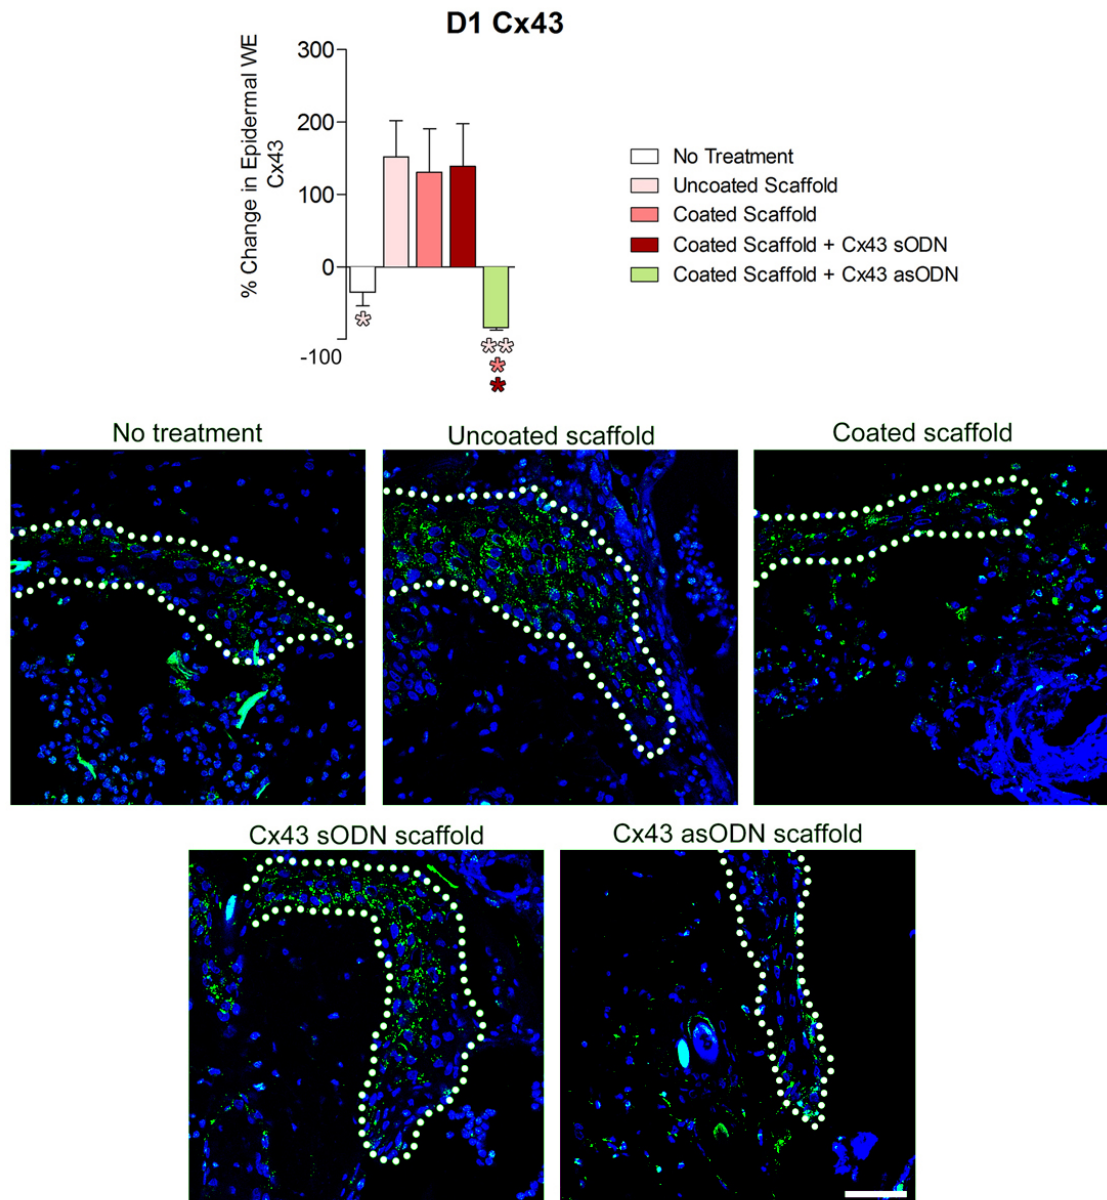 D1 Cx43
% Change in Epidermal WE
Cx43
300
200
100
0
-100
*
**
*
*
No Treatment
Uncoated Scaffold
Coated Scaffold
Coated Scaffold + Cx43 sODN
Coated Scaffold + Cx43 asODN
No treatment
Uncoated scaffold
Coated scaffold
Cx43 sODN scaffold
Cx43 asODN scaffold